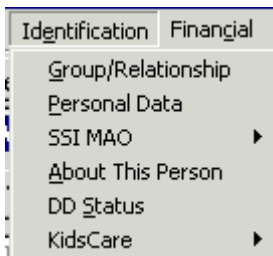 Identification Financial
Group/Relationship
Personal Data
SSI MAO
About This Person
DD Status
KidsCare